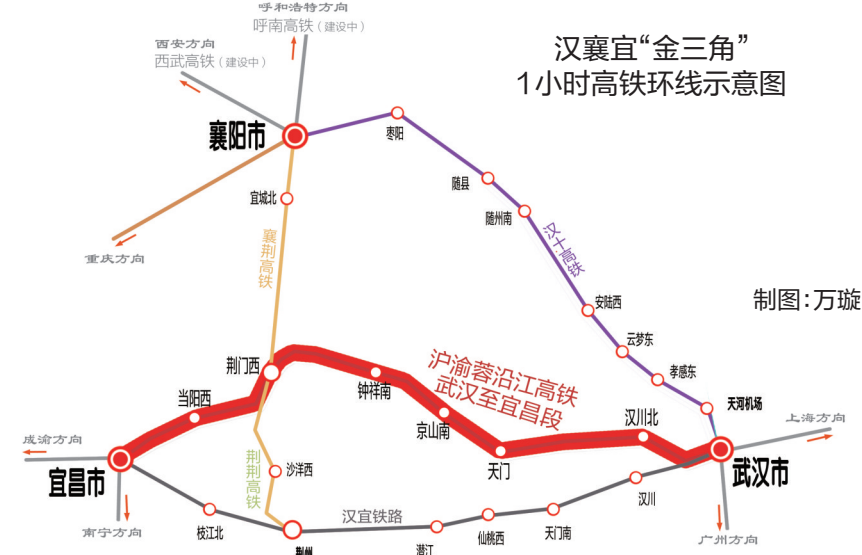 呼和浩特方向
呼南高铁（建设中）
西安方向
西武高铁（建设中）
汉襄宜“金三角”
1小时高铁环线示意图
襄阳市
枣阳
随县
宜城北
随州南
汉十高铁
襄荆高铁
重庆方向
安陆西
制图:万璇
云梦东
孝感东
荆门西
沪渝蓉沿江高铁
武汉至宜昌段
钟祥南
当阳西
天河机场
京山南
汉川北
上海方向
成渝方向
宜昌市
荆荆高铁
沙洋西
天门
武汉市
汉川
南宁方向
枝江北
汉宜铁路
天门南
仙桃西
广州方向
荆州
潜江